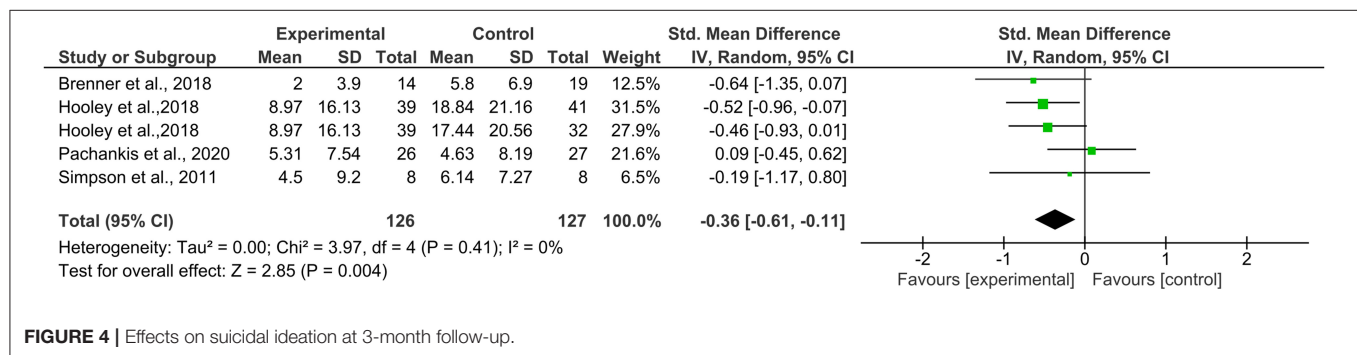 Experimental Control Std. Mean Difference Std. Mean Difference
Study or Subgroup Mean SD Total Mean SD Total Weight IV, Random, 95% CI IV, Random, 95% CI
Brenner et al., 2018 2 3.9 14 5.8 6.9 19 12.5% -0.64 [-1.35, 0.07]
Hooley et al.,2018 8.97 16.13 39 18.84 21.16 41 31.5% -0.52 [-0.96, -0.07]
Hooley et al.,2018 8.97 16.13 39 17.44 20.56 32 27.9% -0.46 [-0.93, 0.01]
Pachankis et al., 2020 5.31 7.54 26 4.63 8.19 27 21.6% 0.09 [-0.45, 0.62]
Simpson et al., 2011 4.5 9.2 8 6.14 7.27 8 6.5% -0.19 [-1.17, 0.80]
Total (95% CI) 126 127 100.0% -0.36 [-0.61, -0.11]
Heterogeneity: Tau² = 0.00; Chi² = 3.97, df = 4 (P = 0.41); I² = 0%
Test for overall effect: Z = 2.85 (P = 0.004)
-2 -1 0 1 2
Favours [experimental] Favours [control]
FIGURE 4 | Effects on suicidal ideation at 3-month follow-up.